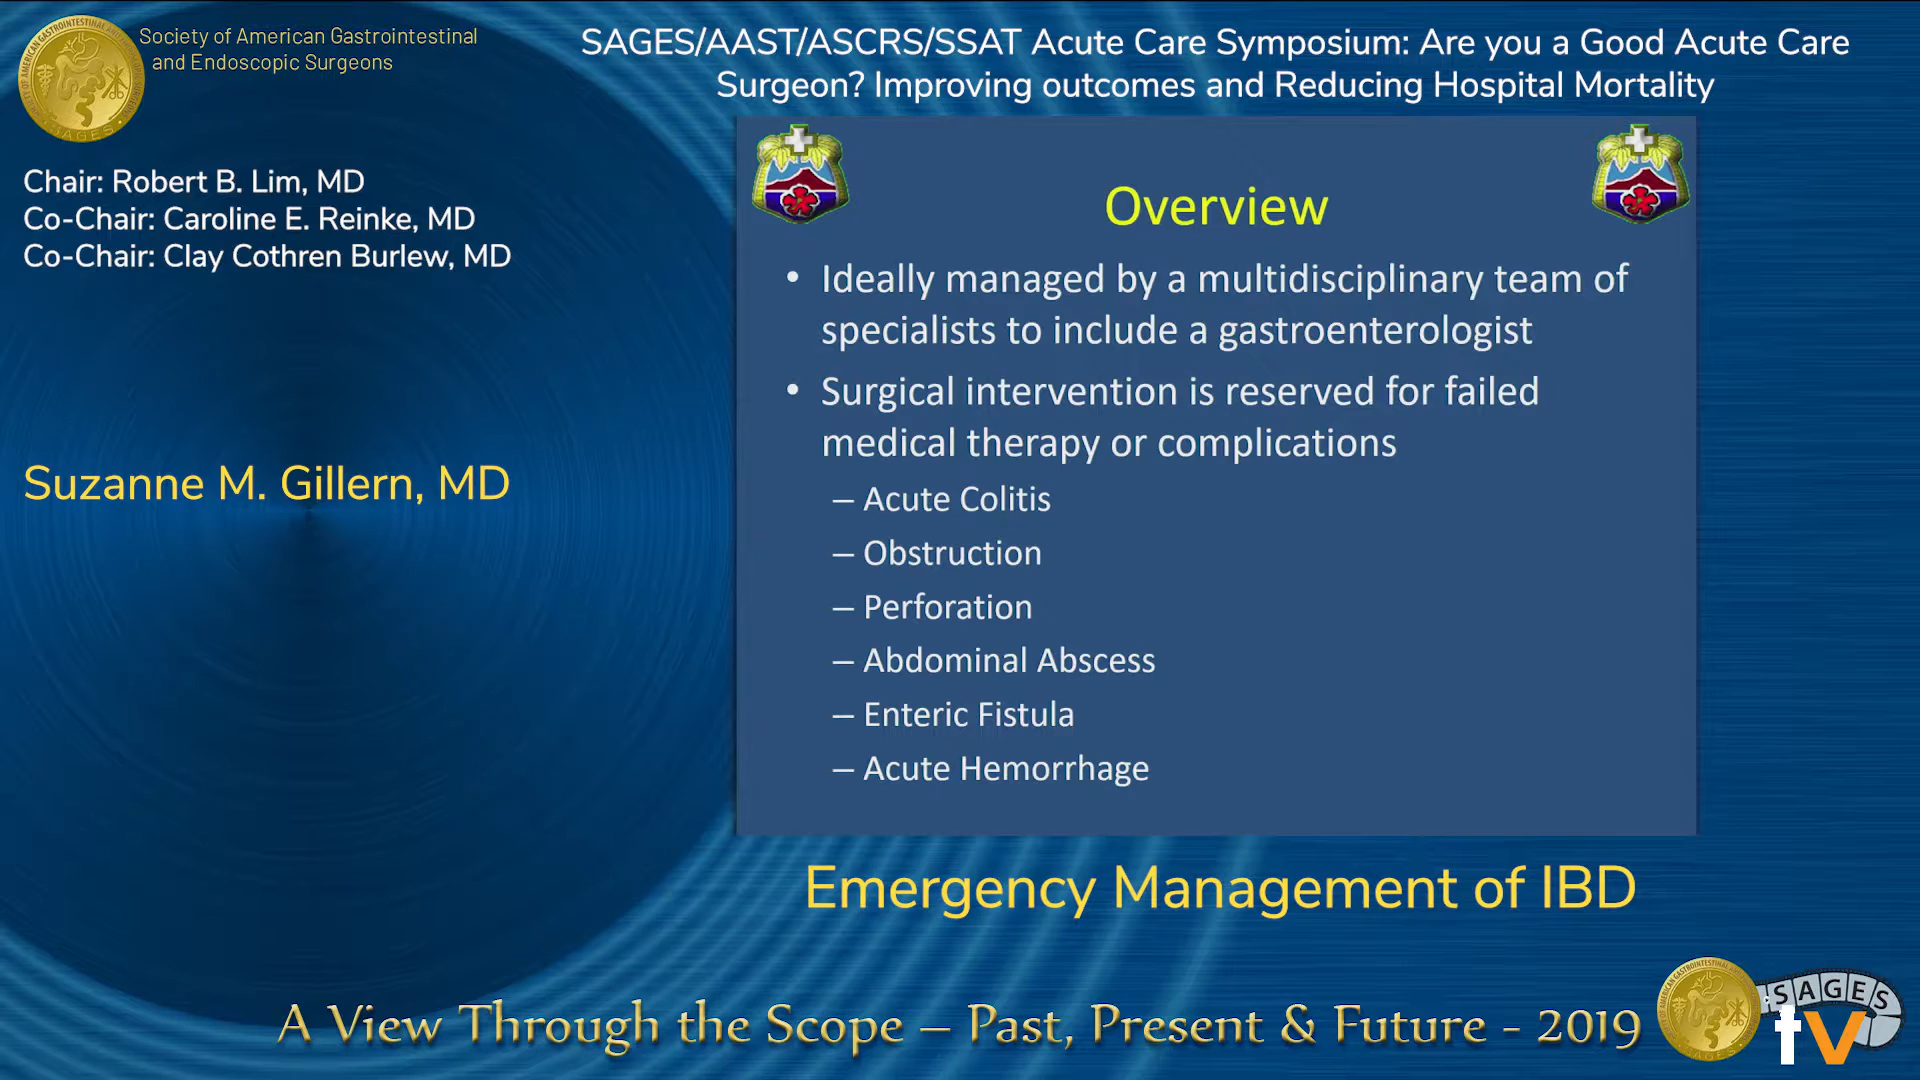 Society of American Gastrointestinal
and Endoscopic Surgeons
SAGES/AAST/ASCRS/SSAT Acute Care Symposium: Are you a Good Acute Care
Surgeon? Improving outcomes and Reducing Hospital Mortality
Chair: Robert B. Lim, MD
Co-Chair: Caroline E. Reinke, MD
Co-Chair: Clay Cothren Burlew, MD
Suzanne M. Gillern, MD
Overview
• Ideally managed by a multidisciplinary team of
specialists to include a gastroenterologist
• Surgical intervention is reserved for failed
medical therapy or complications
– Acute Colitis
– Obstruction
– Perforation
– Abdominal Abscess
– Enteric Fistula
– Acute Hemorrhage
Emergency Management of IBD
A View Through the Scope – Past, Present & Future - 2019
SAGES
tv